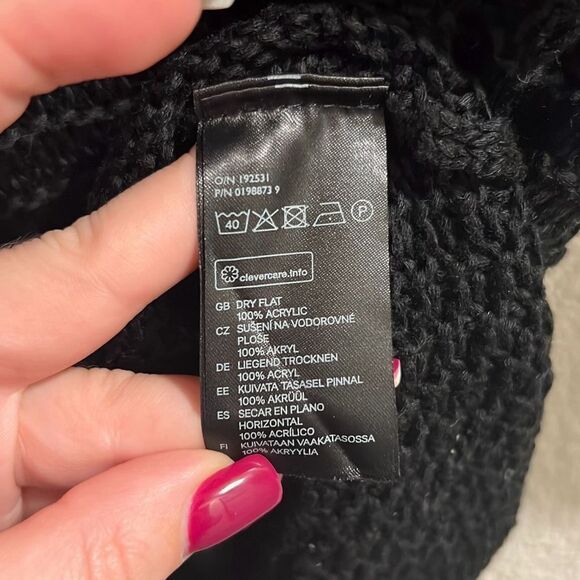 O/N 192531
P/N 0198873 9
40 P
clevercare.info
GB DRY FLAT
100% ACRYLIC
CZ SUŠENÍ NA VODOROVNÉ
PLOŠE
100% AKRYL
DE LIEGEND TROCKNEN
100% ACRYL
EE KUIVATA TASASEL PINNAL
100% AKRÜÜL
ES SECAR EN PLANO
HORIZONTAL
100% ACRÍLICO
FI KUIVATAAN VAAKATASOSSA
100% AKRYYLIA